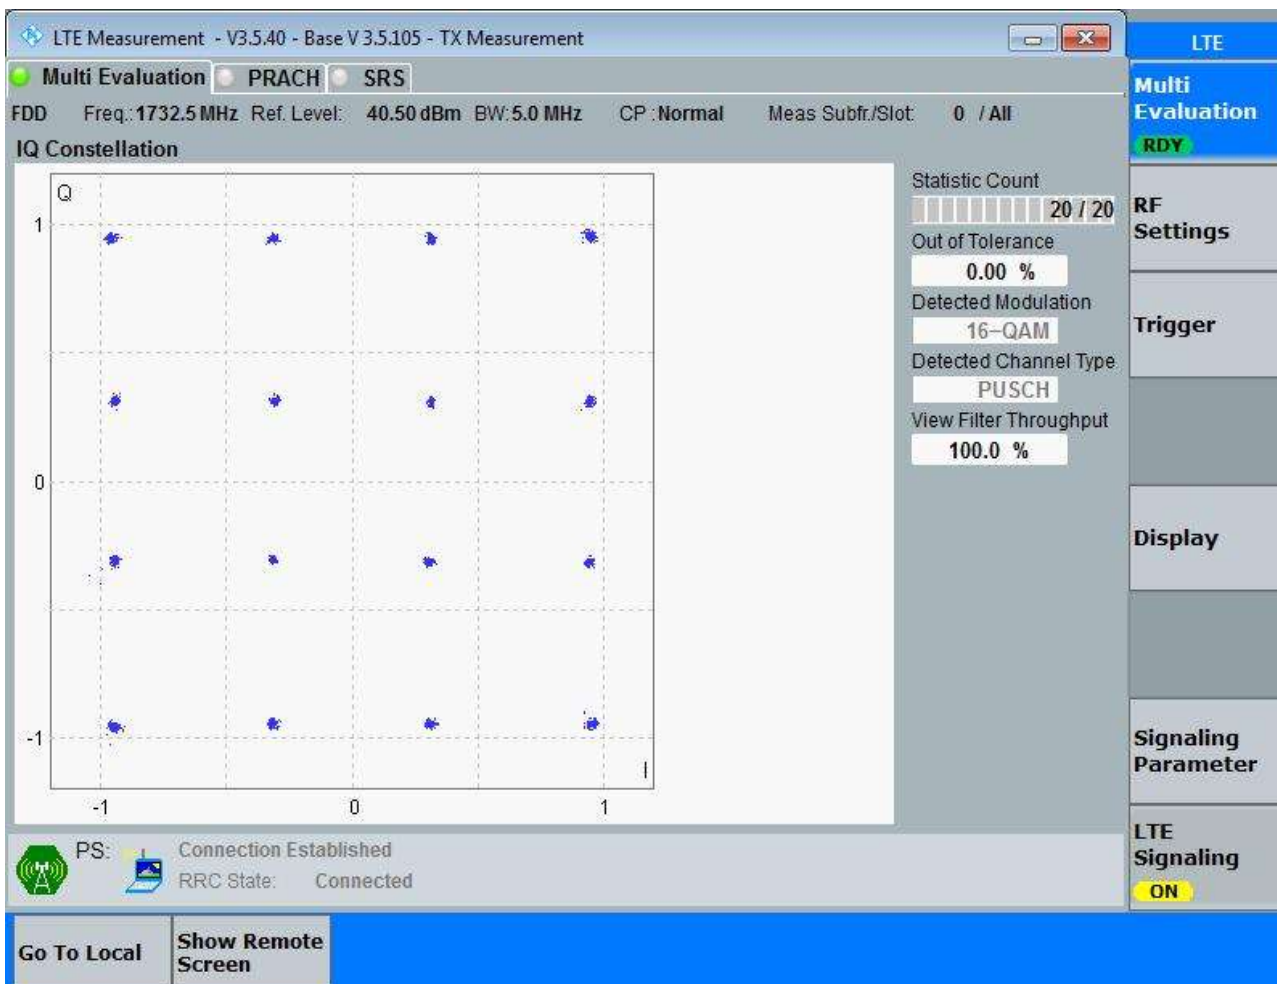 LTE Measurement - V3.5.40 - Base V 3.5.105 - TX Measurement
Multi Evaluation PRACH SRS
FDD Freq.: 1732.5 MHz Ref. Level: 40.50 dBm BW: 5.0 MHz CP : Normal Meas Subfr./Slot: 0 / All
IQ Constellation
Q
1
0
-1
I
-1 0 1
Statistic Count
20 / 20
Out of Tolerance
0.00 %
Detected Modulation
16-QAM
Detected Channel Type
PUSCH
View Filter Throughput
100.0 %
PS: Connection Established
RRC State: Connected
LTE
Multi
Evaluation
RDY
RF
Settings
Trigger
Display
Signaling
Parameter
LTE
Signaling
ON
Go To Local
Show Remote
Screen